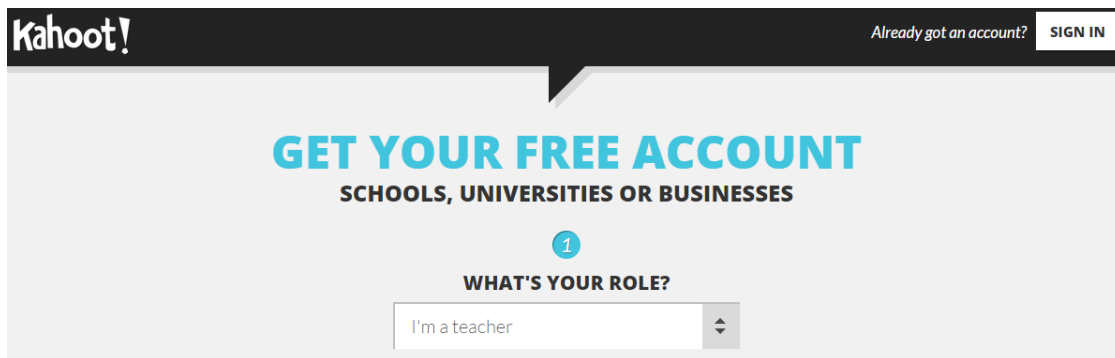 Kahoot!
Already got an account? SIGN IN
GET YOUR FREE ACCOUNT
SCHOOLS, UNIVERSITIES OR BUSINESSES
1
WHAT'S YOUR ROLE?
I'm a teacher